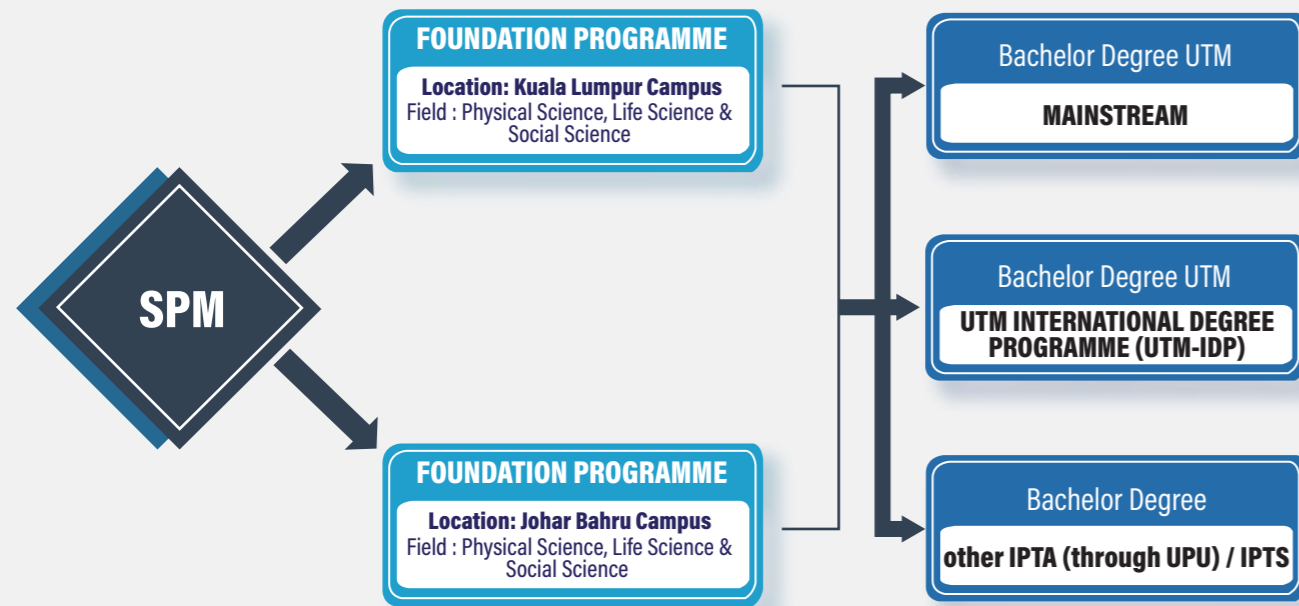 SPM
FOUNDATION PROGRAMME
Location: Kuala Lumpur Campus
Field : Physical Science, Life Science &
Social Science
FOUNDATION PROGRAMME
Location: Johar Bahru Campus
Field : Physical Science, Life Science &
Social Science
Bachelor Degree UTM
MAINSTREAM
Bachelor Degree UTM
UTM INTERNATIONAL DEGREE
PROGRAMME (UTM-IDP)
Bachelor Degree
other IPTA (through UPU) / IPTS